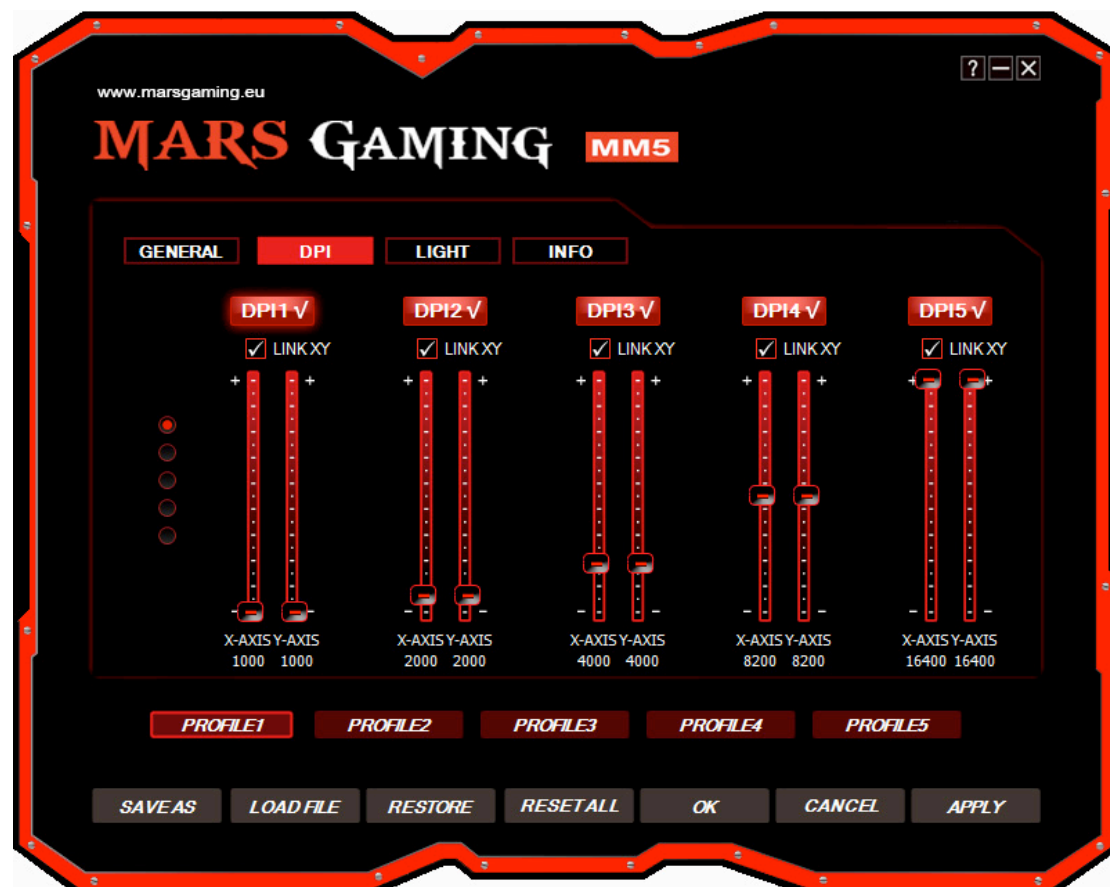 ? — X
www.marsgaming.eu
MARS GAMING MM5
GENERAL DPI LIGHT INFO
DPI1 √ DPI2 √ DPI3 √ DPI4 √ DPI5 √
✓ LINK XY ✓ LINK XY ✓ LINK XY ✓ LINK XY ✓ LINK XY
+ + + + + + + + + +
- - - - - - - - - -
X-AXIS Y-AXIS X-AXIS Y-AXIS X-AXIS Y-AXIS X-AXIS Y-AXIS X-AXIS Y-AXIS
1000 1000 2000 2000 4000 4000 8200 8200 16400 16400
PROFILE1 PROFILE2 PROFILE3 PROFILE4 PROFILE5
SAVE AS LOAD FILE RESTORE RESET ALL OK CANCEL APPLY